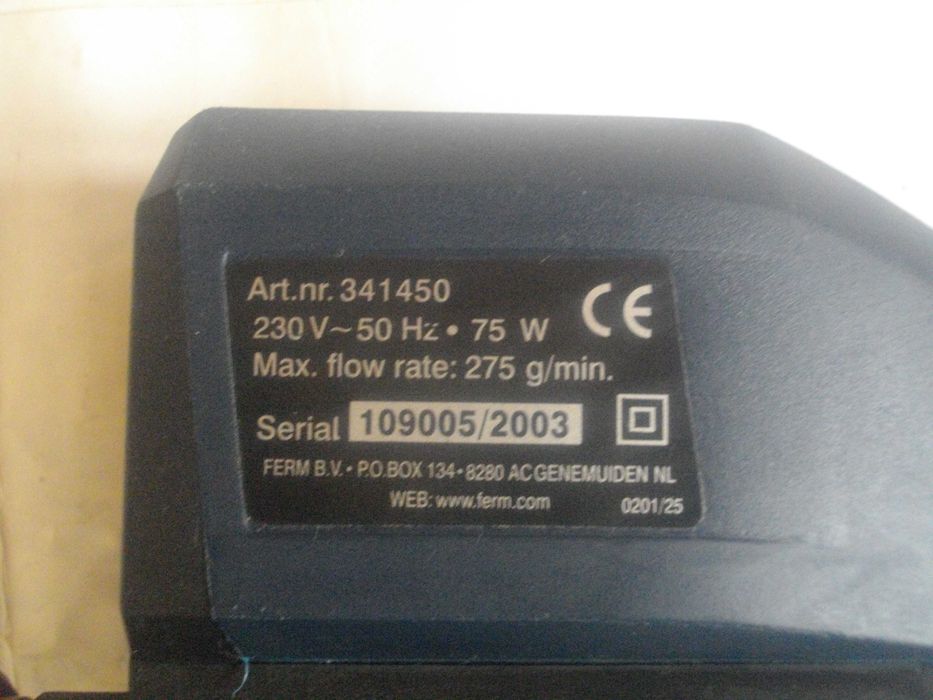 Art.nr. 341450
CE
230 V ~ 50 Hz • 75 W
Max. flow rate: 275 g/min.
Serial 109005/2003
FERM B.V. • P.O.BOX 134 • 8280 AC GENEMUIDEN NL
WEB: www.ferm.com
0201/25